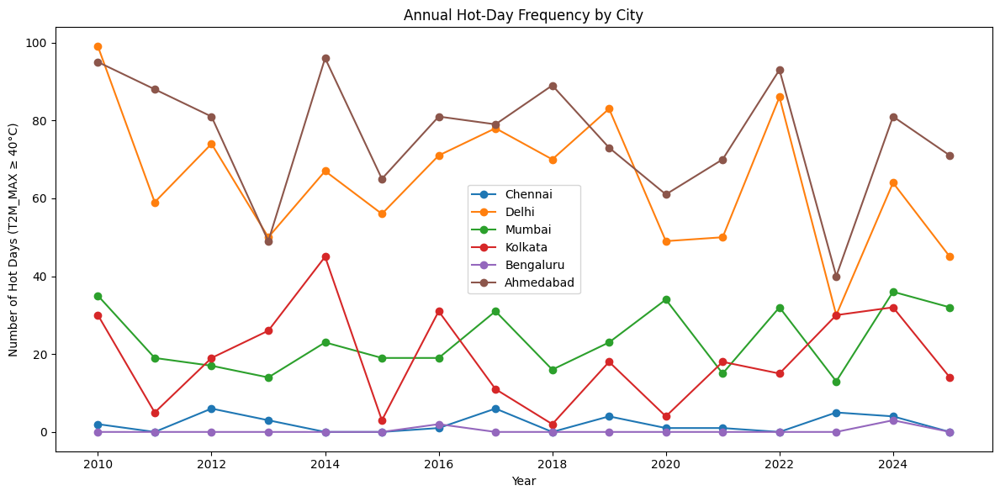 Annual Hot-Day Frequency by City
Number of Hot Days (T2M_MAX ≥ 40°C)
100
80
60
40
20
0
Chennai
Delhi
Mumbai
Kolkata
Bengaluru
Ahmedabad
2010 2012 2014 2016 2018 2020 2022 2024
Year